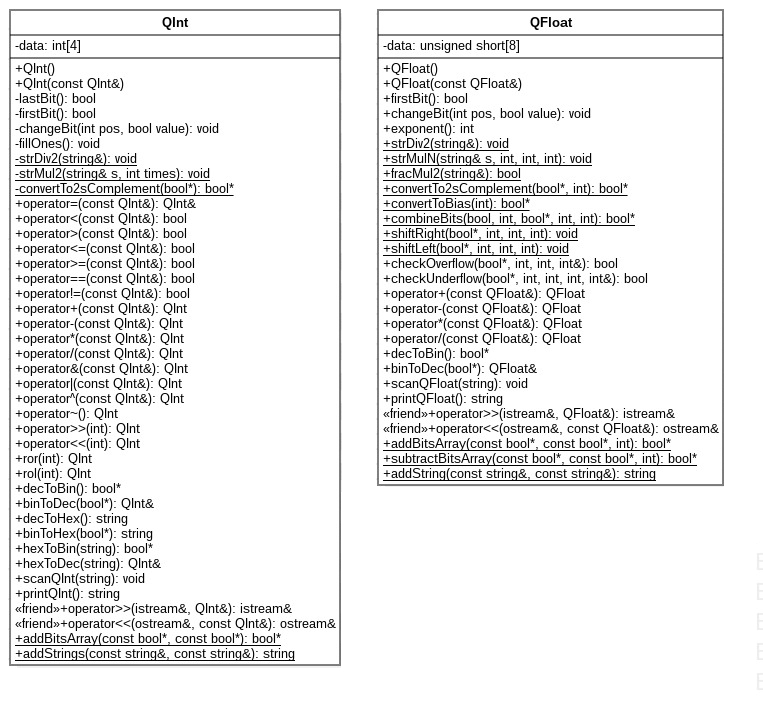 QInt
-data: int[4]
+QInt()
+QInt(const QInt&)
-lastBit(): bool
-firstBit(): bool
-changeBit(int pos, bool value): void
-fillOnes(): void
-strDiv2(string&): void
-strMul2(string& s, int times): void
-convertTo2sComplement(bool*): bool*
+operator=(const QInt&): QInt&
+operator<(const QInt&): bool
+operator>(const QInt&): bool
+operator<=(const QInt&): bool
+operator>=(const QInt&): bool
+operator==(const QInt&): bool
+operator!=(const QInt&): bool
+operator+(const QInt&): QInt
+operator-(const QInt&): QInt
+operator*(const QInt&): QInt
+operator/(const QInt&): QInt
+operator&(const QInt&): QInt
+operator|(const QInt&): QInt
+operator^(const QInt&): QInt
+operator~(): QInt
+operator>>(int): QInt
+operator<<(int): QInt
+ror(int): QInt
+rol(int): QInt
+decToBin(): bool*
+binToDec(bool*): QInt&
+decToHex(): string
+binToHex(bool*): string
+hexToBin(string): bool*
+hexToDec(string): QInt&
+scanQInt(string): void
+printQInt(): string
«friend»+operator>>(istream&, QInt&): istream&
«friend»+operator<<(ostream&, const QInt&): ostream&
+addBitsArray(const bool*, const bool*): bool*
+addStrings(const string&, const string&): string
QFloat
-data: unsigned short[8]
+QFloat()
+QFloat(const QFloat&)
+firstBit(): bool
+changeBit(int pos, bool value): void
+exponent(): int
+strDiv2(string&): void
+strMulN(string& s, int, int, int): void
+fracMul2(string&): bool
+convertTo2sComplement(bool*, int): bool*
+convertToBias(int): bool*
+combineBits(bool, int, bool*, int, int): bool*
+shiftRight(bool*, int, int, int): void
+shiftLeft(bool*, int, int, int): void
+checkOverflow(bool*, int, int, int&): bool
+checkUnderflow(bool*, int, int, int, int&): bool
+operator+(const QFloat&): QFloat
+operator-(const QFloat&): QFloat
+operator*(const QFloat&): QFloat
+operator/(const QFloat&): QFloat
+decToBin(): bool*
+binToDec(bool*): QFloat&
+scanQFloat(string): void
+printQFloat(): string
«friend»+operator>>(istream&, QFloat&): istream&
«friend»+operator<<(ostream&, const QFloat&): ostream&
+addBitsArray(const bool*, const bool*, int): bool*
+subtractBitsArray(const bool*, const bool*, int): bool*
+addString(const string&, const string&): string